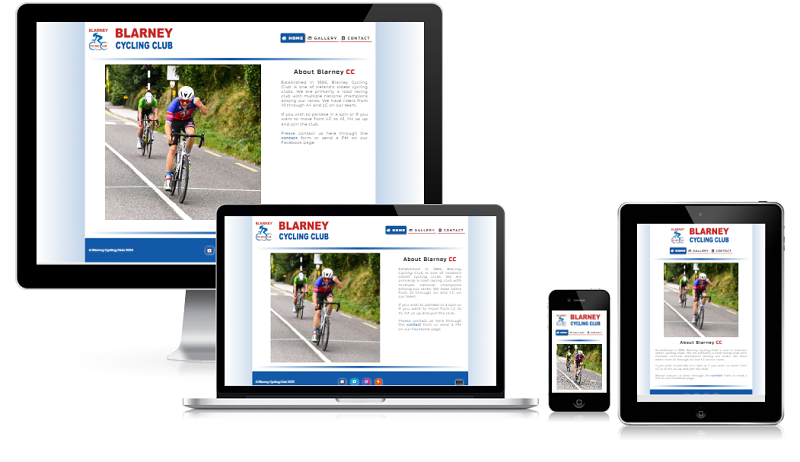 BLARNEY
BLARNEY
CYCLING CLUB
HOME GALLERY CONTACT
About Blarney CC
Established in Blarney Cycling
Club is one of Ireland's oldest cycling
clubs. We are primarily a road racing
club with multiple national champions
among our ranks. We have riders from
A1 through A4 and LC on our team.
If you wish to partake in a spin or if you
want to move from LC to A1, hit us up
and join the club.
Please contact us here through the
contact form or send a PM on our
Facebook page.
© Blarney Cycling Club
BLARNEY
BLARNEY
CYCLING CLUB
HOME GALLERY CONTACT
About Blarney CC
Established in Blarney
Cycling Club is one of Ireland's
oldest cycling clubs. We are
primarily a road racing club with
multiple national champions
among our ranks. We have riders
from A1 through A4 and LC on
our team.
If you wish to partake in a spin or
if you want to move from LC to
A1, hit us up and join the club.
Please contact us here through
the contact form or send a PM
on our Facebook page.
© Blarney Cycling Club
BLARNEY
CYCLING CLUB
HOME GALLERY CONTACT
BLARNEY
BLARNEY
CYCLING CLUB
HOME GALLERY CONTACT
About Blarney CC